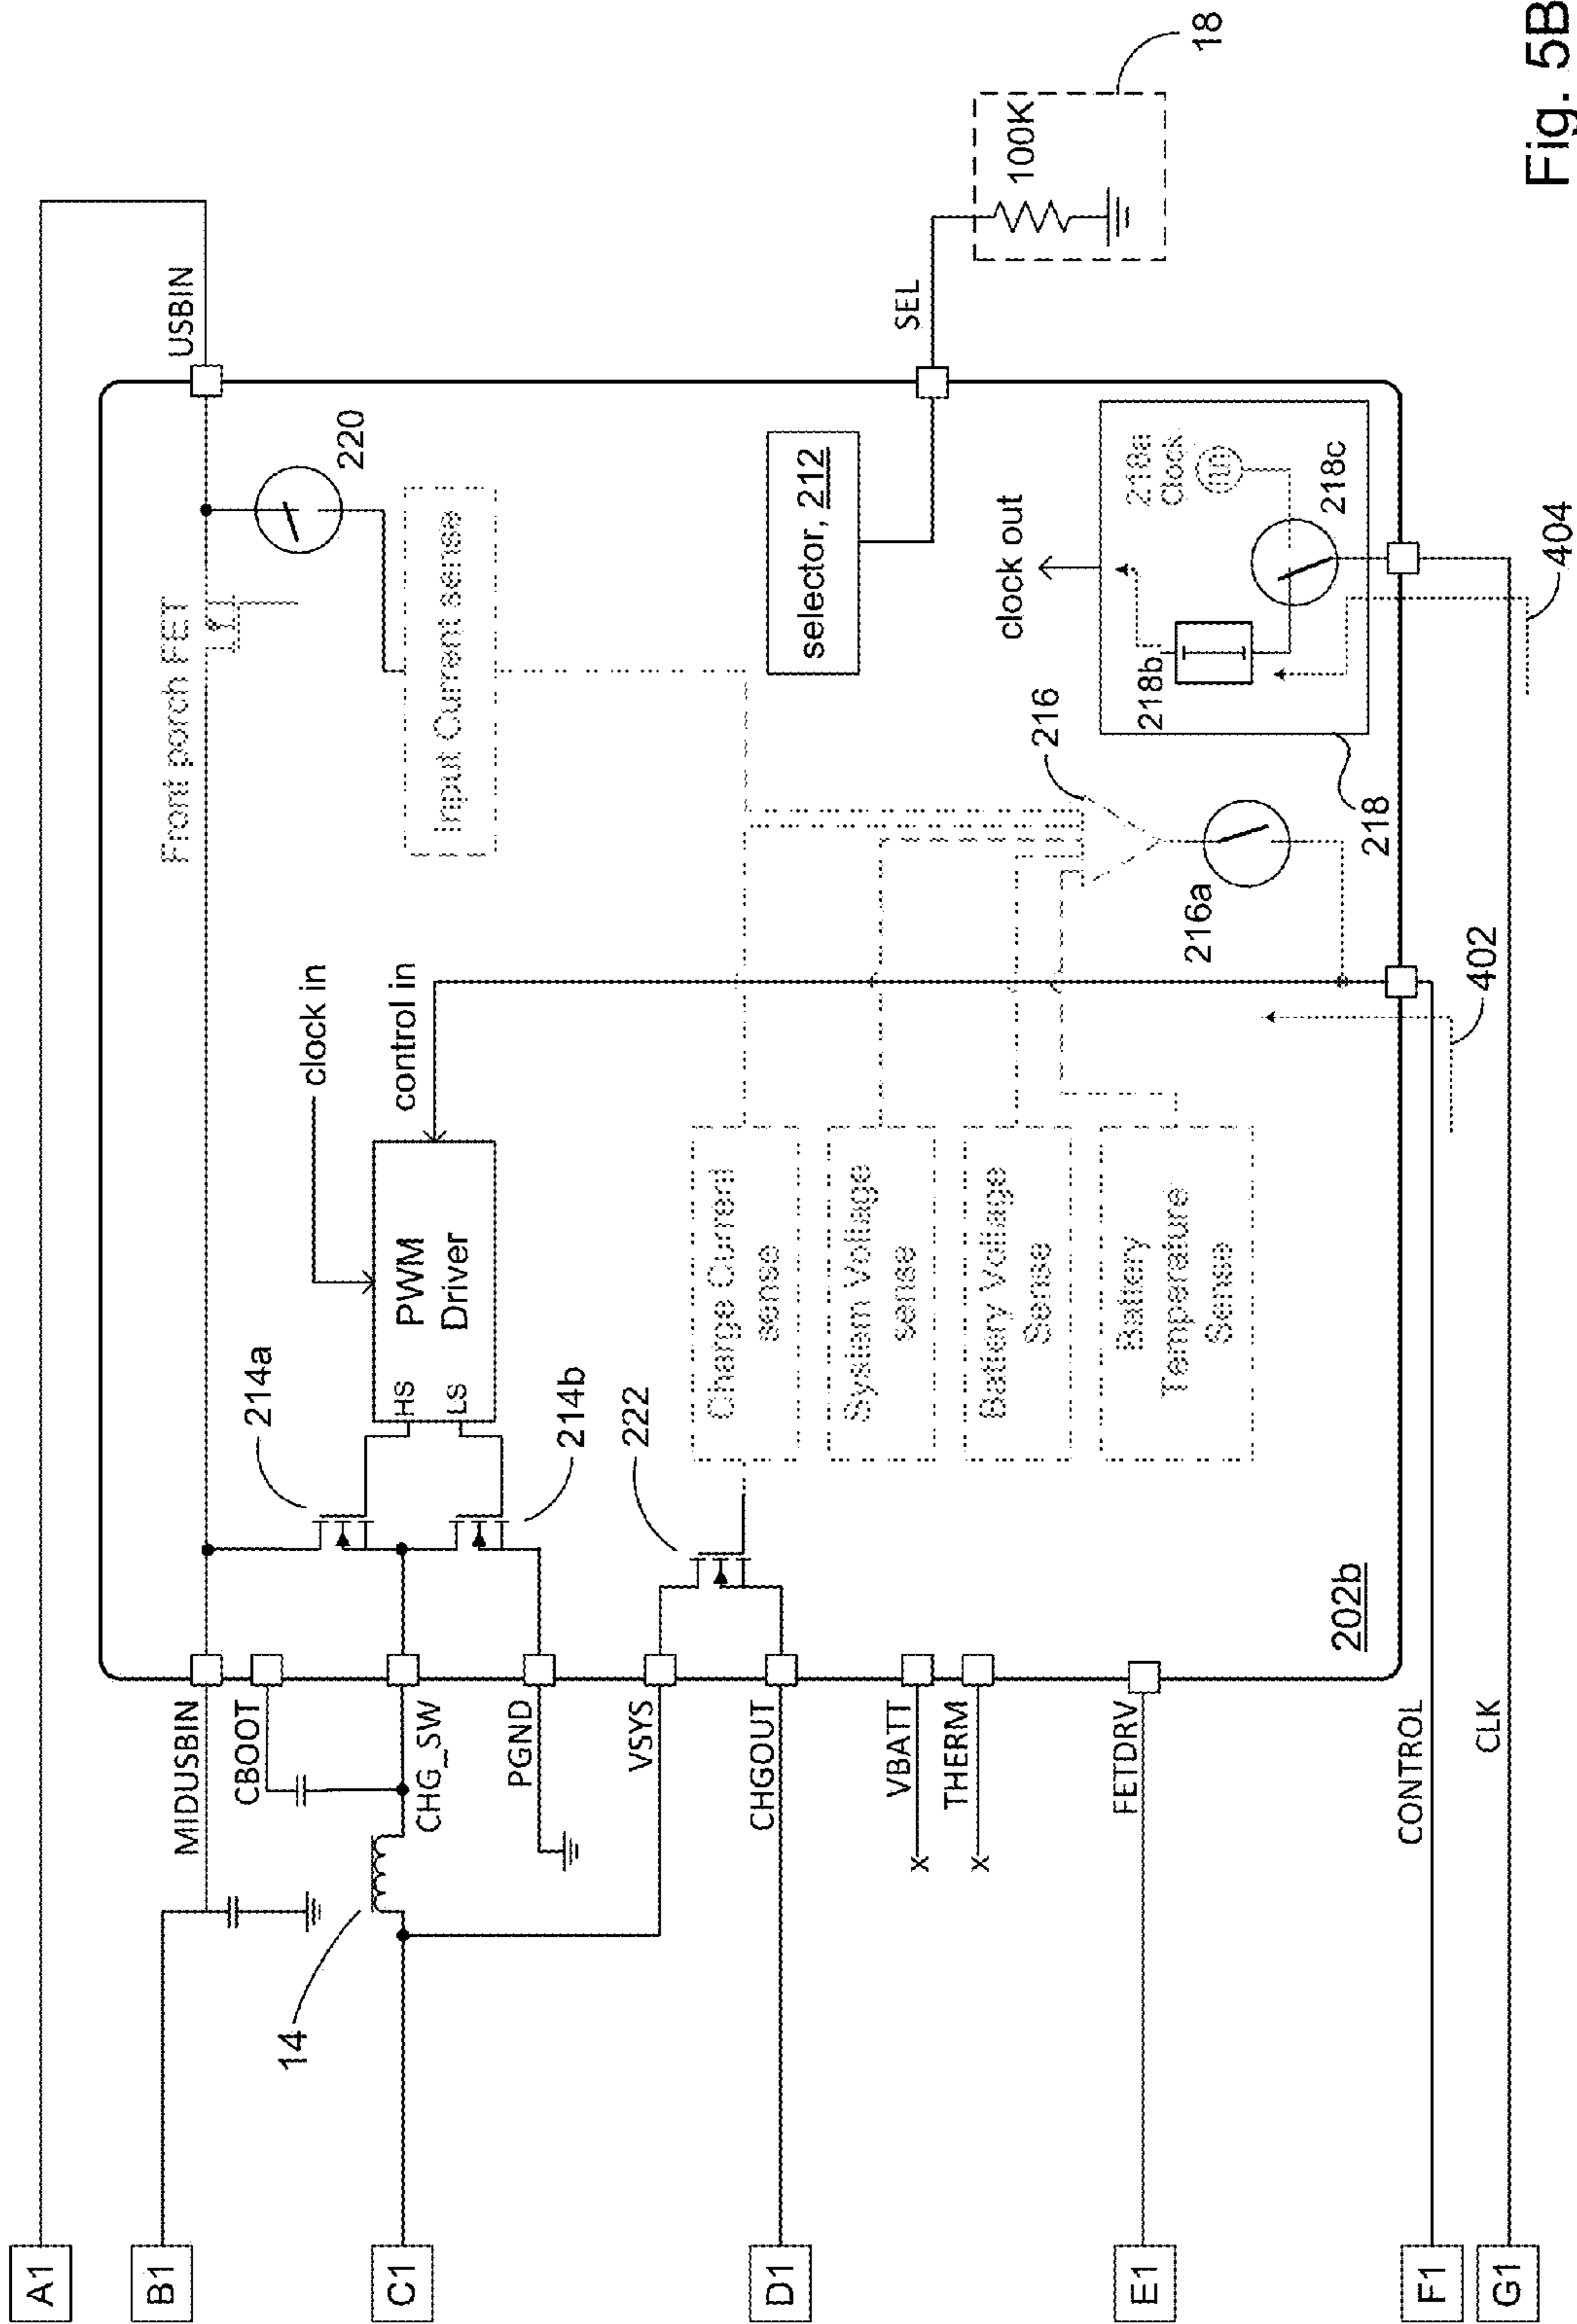 A1
B1
C1
D1
E1
F1
G1
USBIN
MIDUSBIN
CBOOT
CHG_SW
PGND
VSYS
CHGOUT
VBATT
x
THERM
x
FETDRV
CONTROL
CLK
14
214a
214b
222
HS
LS
PWM
Driver
clock in
control in
Front porch FET
220
Input Current sense
Charge Current
sense
System Voltage
sense
Battery Voltage
Sense
Battery
Temperature
Sense
selector, 212
SEL
100K
18
216
216a
clock out
218a
Clock
218b
218c
218
402
404
202b
Fig. 5B